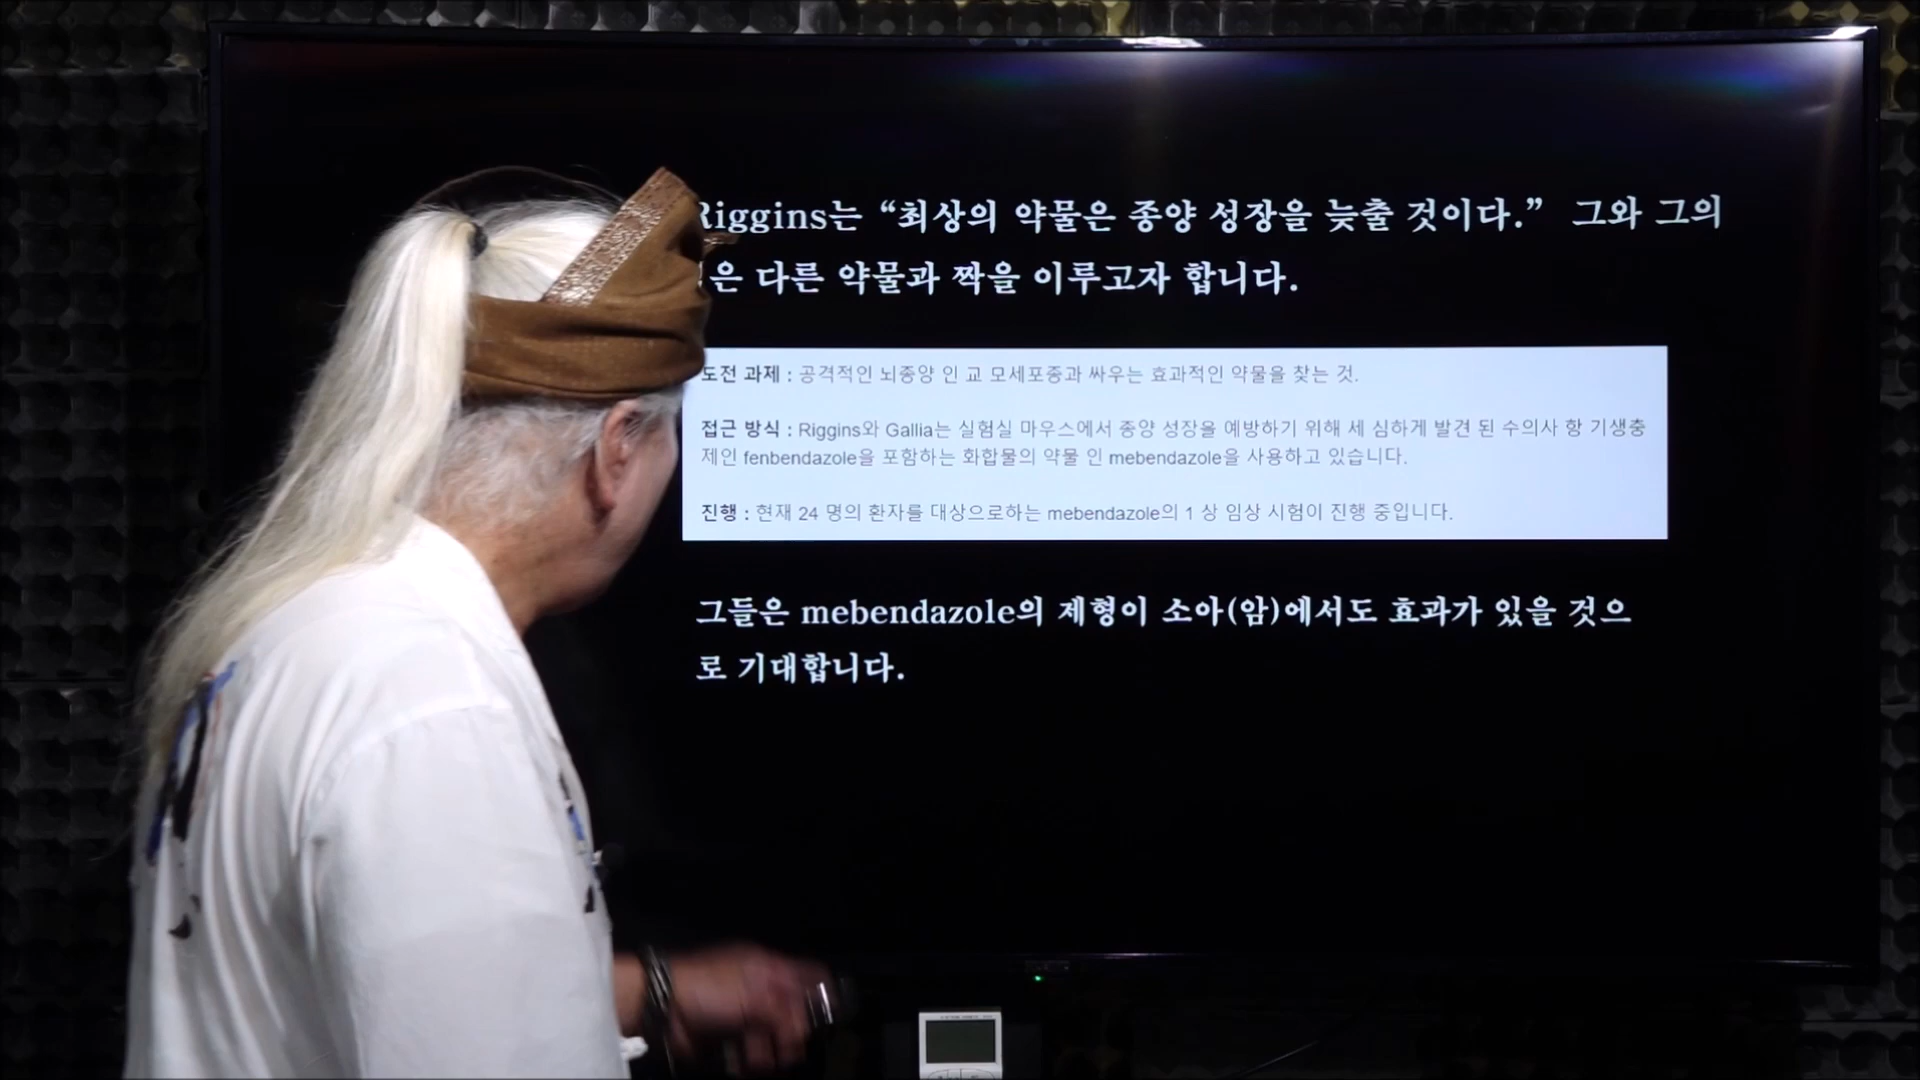 Riggins는 “최상의 약물은 종양 성장을 늦출 것이다.” 그와 그의
은 다른 약물과 짝을 이루고자 합니다.
도전 과제 : 공격적인 뇌종양 인 교 모세포종과 싸우는 효과적인 약물을 찾는 것.
접근 방식 : Riggins와 Gallia는 실험실 마우스에서 종양 성장을 예방하기 위해 세 심하게 발견 된 수의사 항 기생충
제인 fenbendazole을 포함하는 화합물의 약물 인 mebendazole을 사용하고 있습니다.
진행 : 현재 24 명의 환자를 대상으로하는 mebendazole의 1 상 임상 시험이 진행 중입니다.
그들은 mebendazole의 제형이 소아(암)에서도 효과가 있을 것으
로 기대합니다.